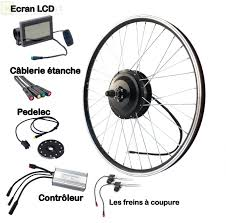 Ecran LCD
Câblerie étanche
Pedelec
Contrôleur
Les freins à coupure